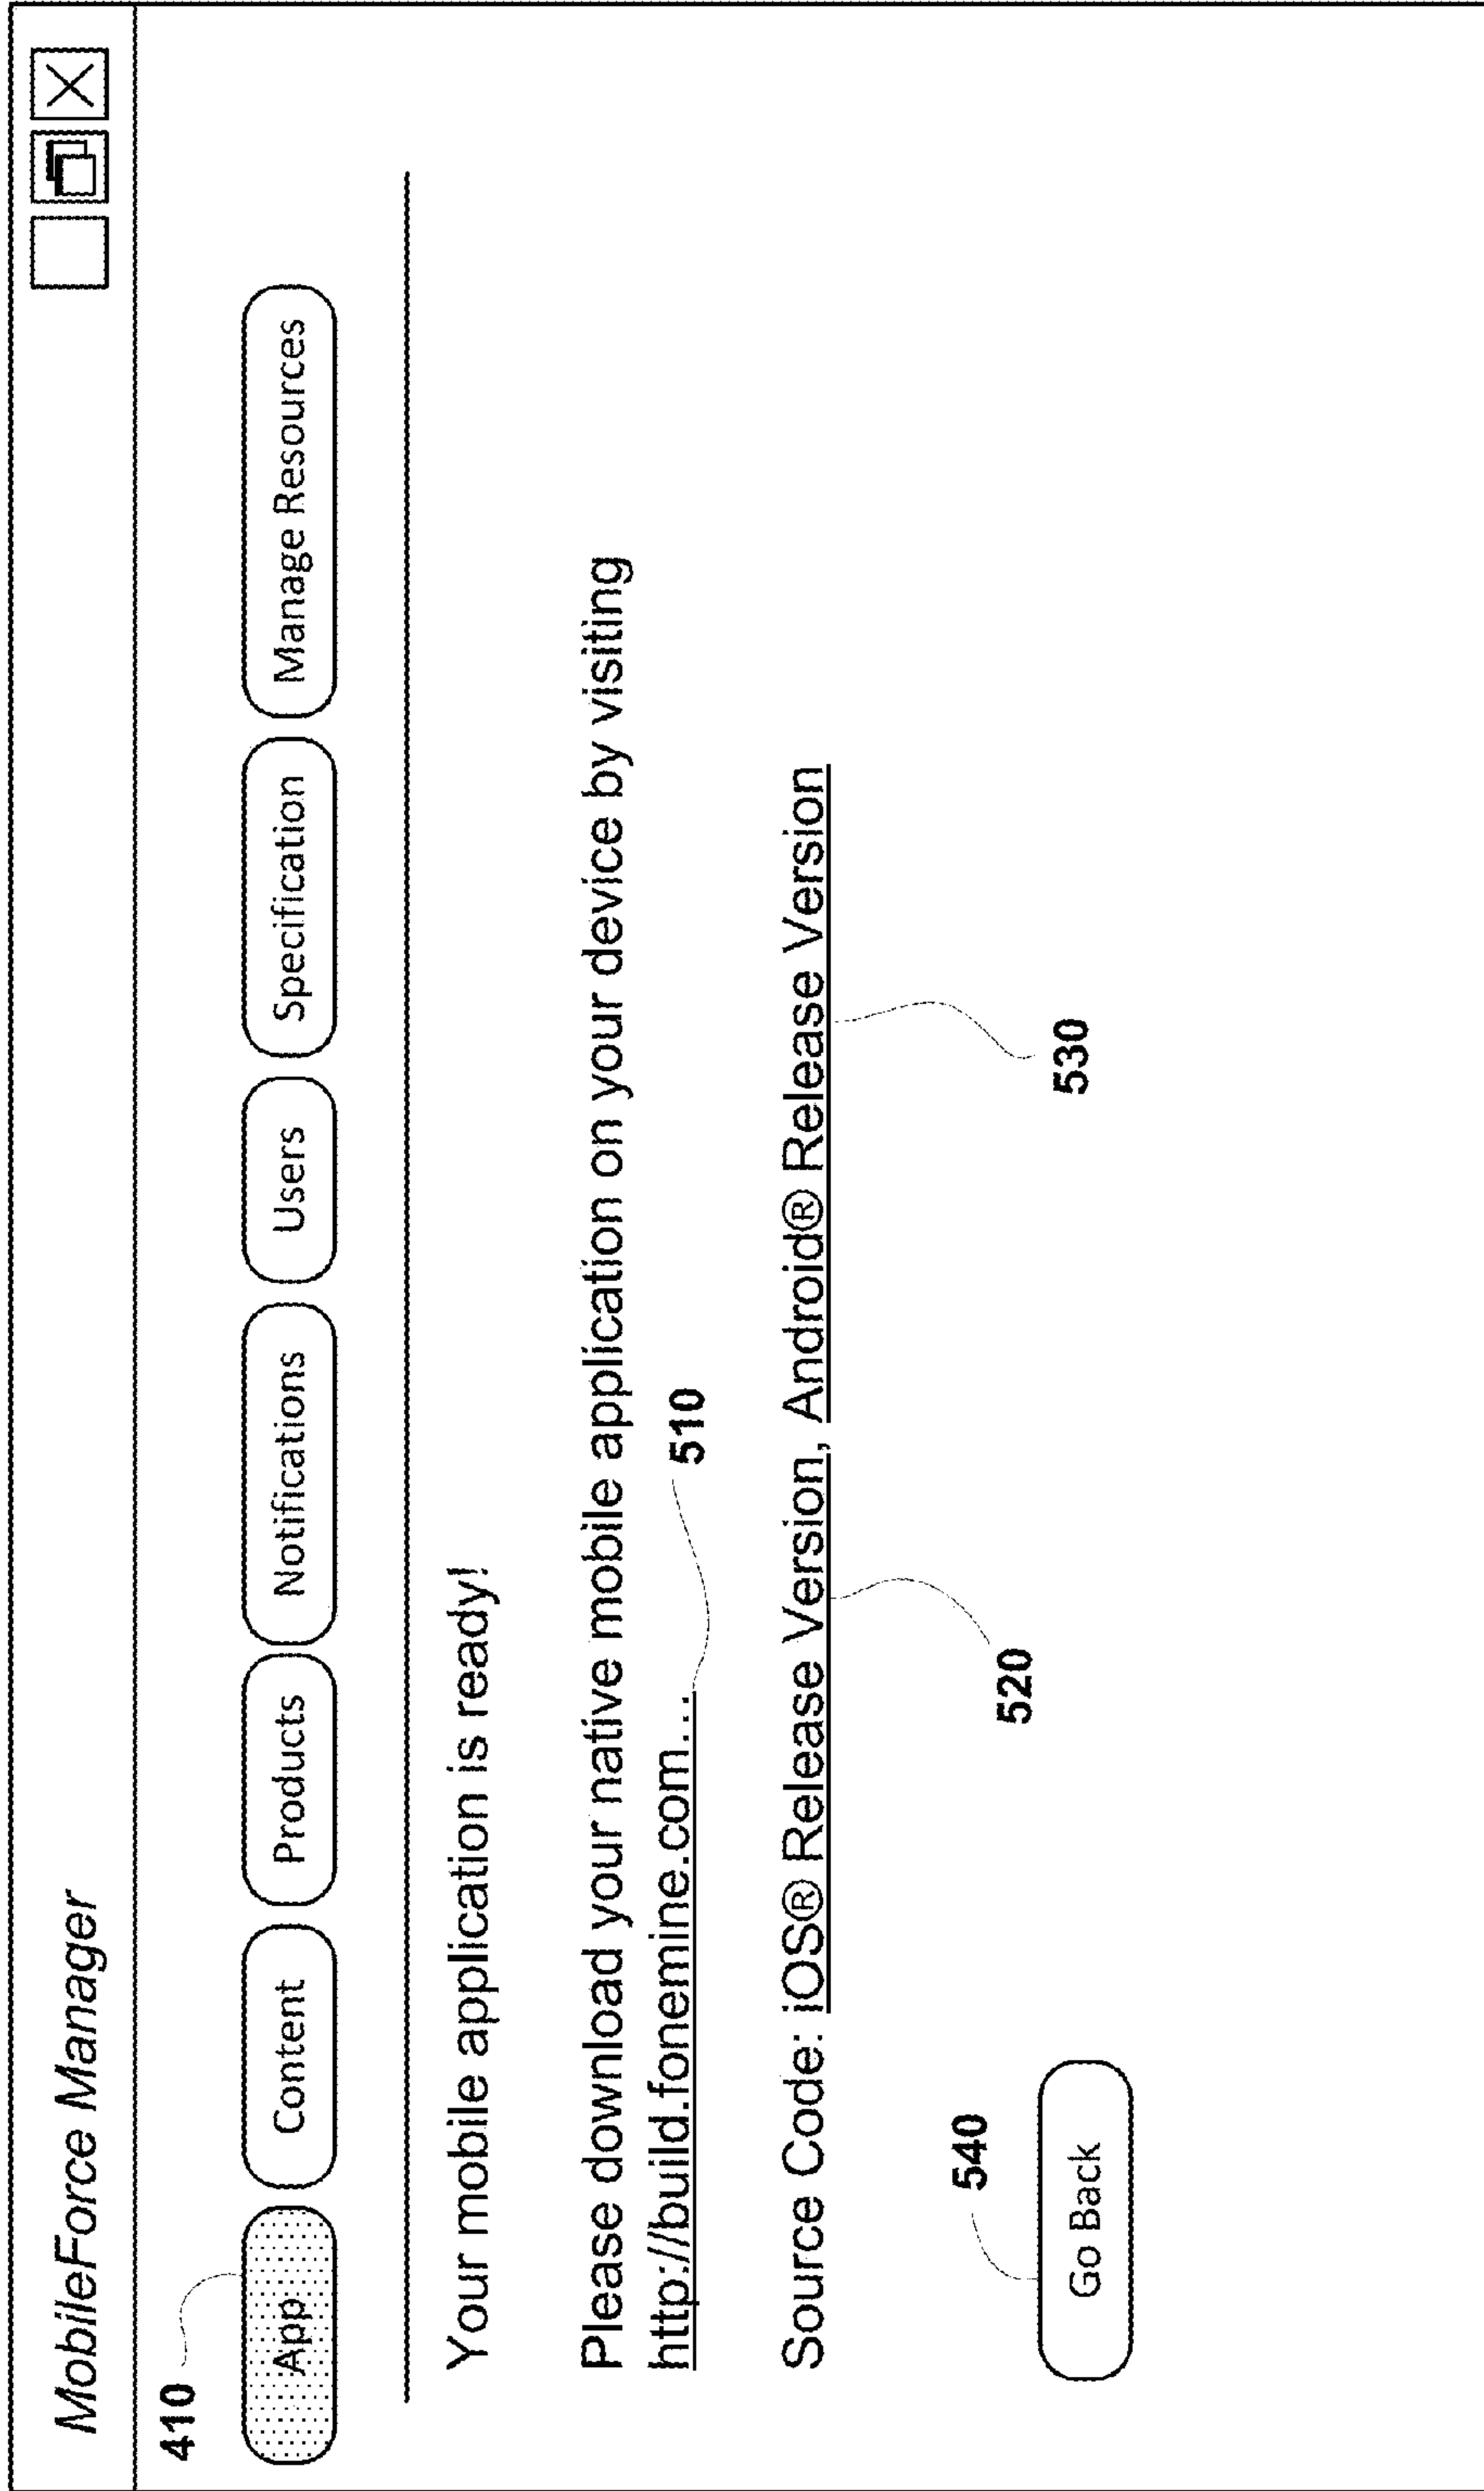 MobileForce Manager
410
App Content Products Notifications Users Specification Manage Resources
Your mobile application is ready!
Please download your native mobile application on your device by visiting
http://build.fonemine.com...
510
Source Code: iOS® Release Version, Android® Release Version
520
530
540
Go Back